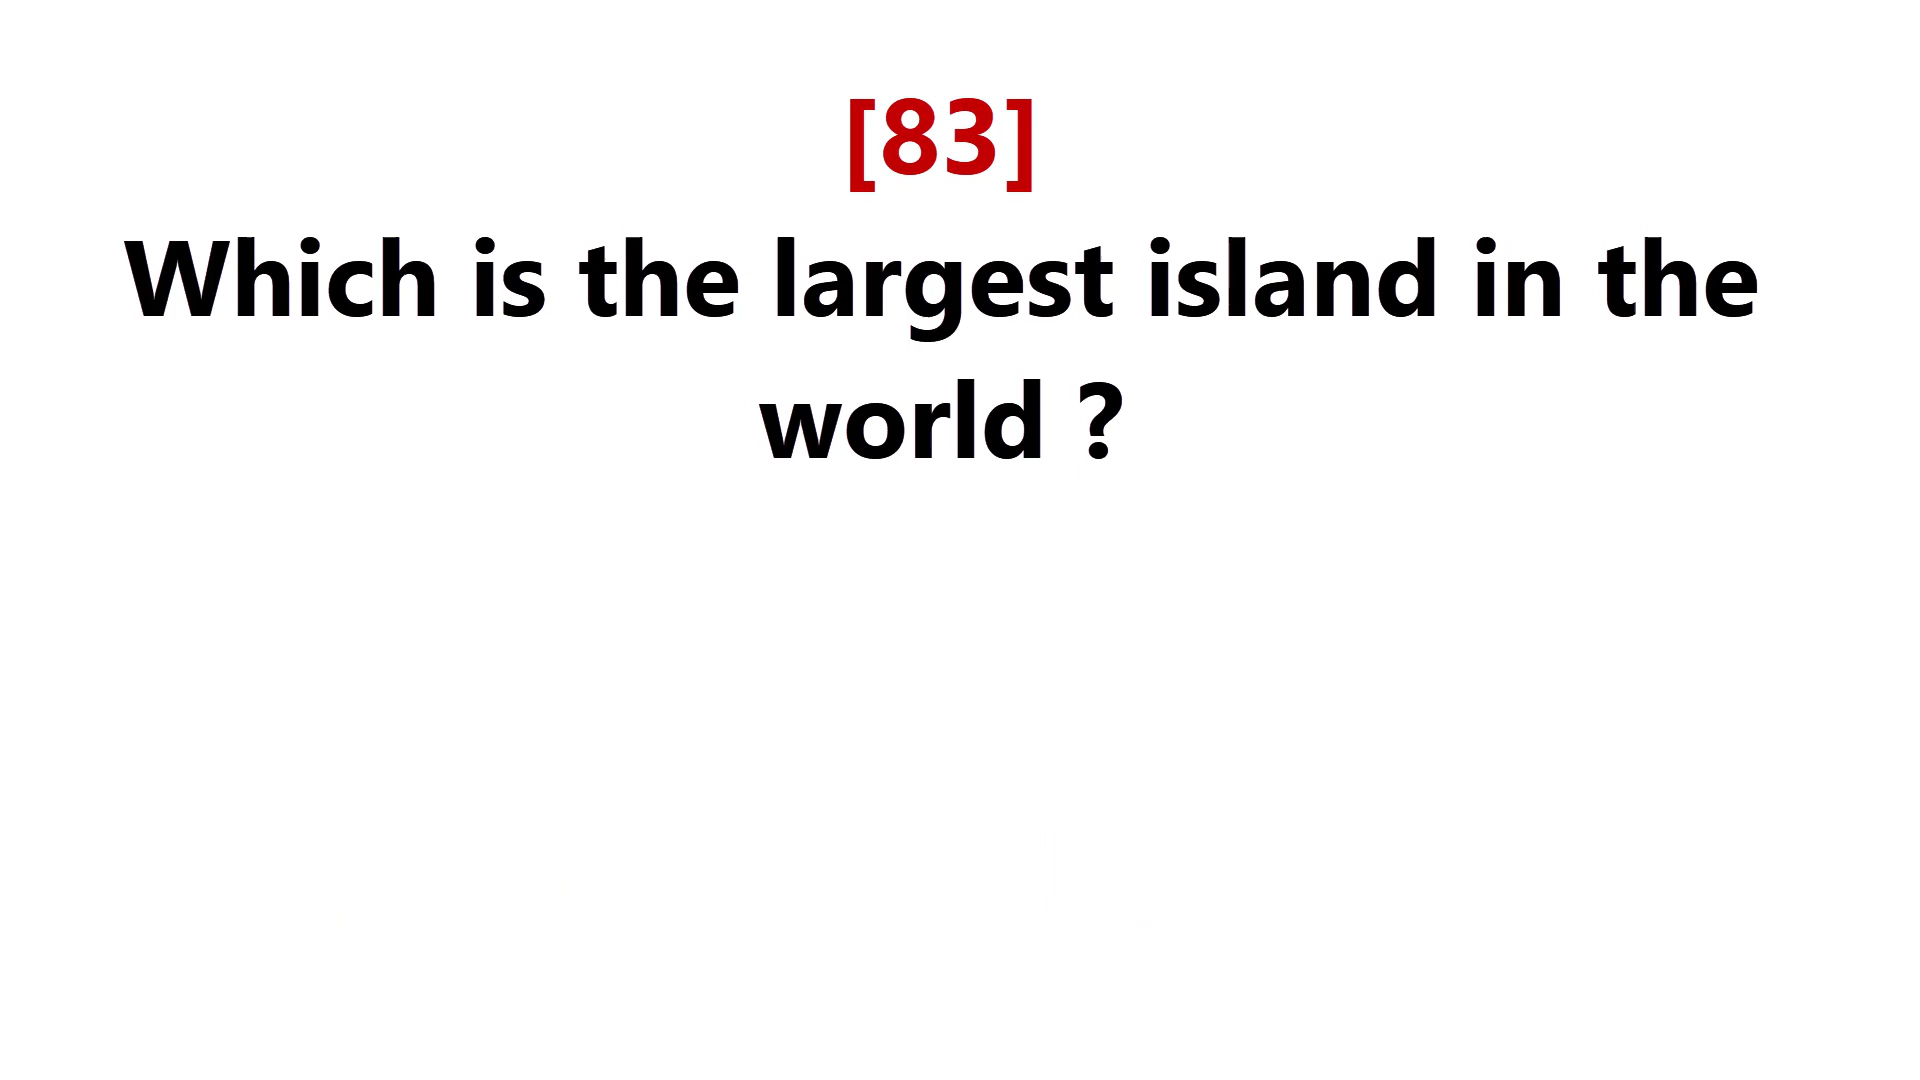 [83]
Which is the largest island in the
world ?